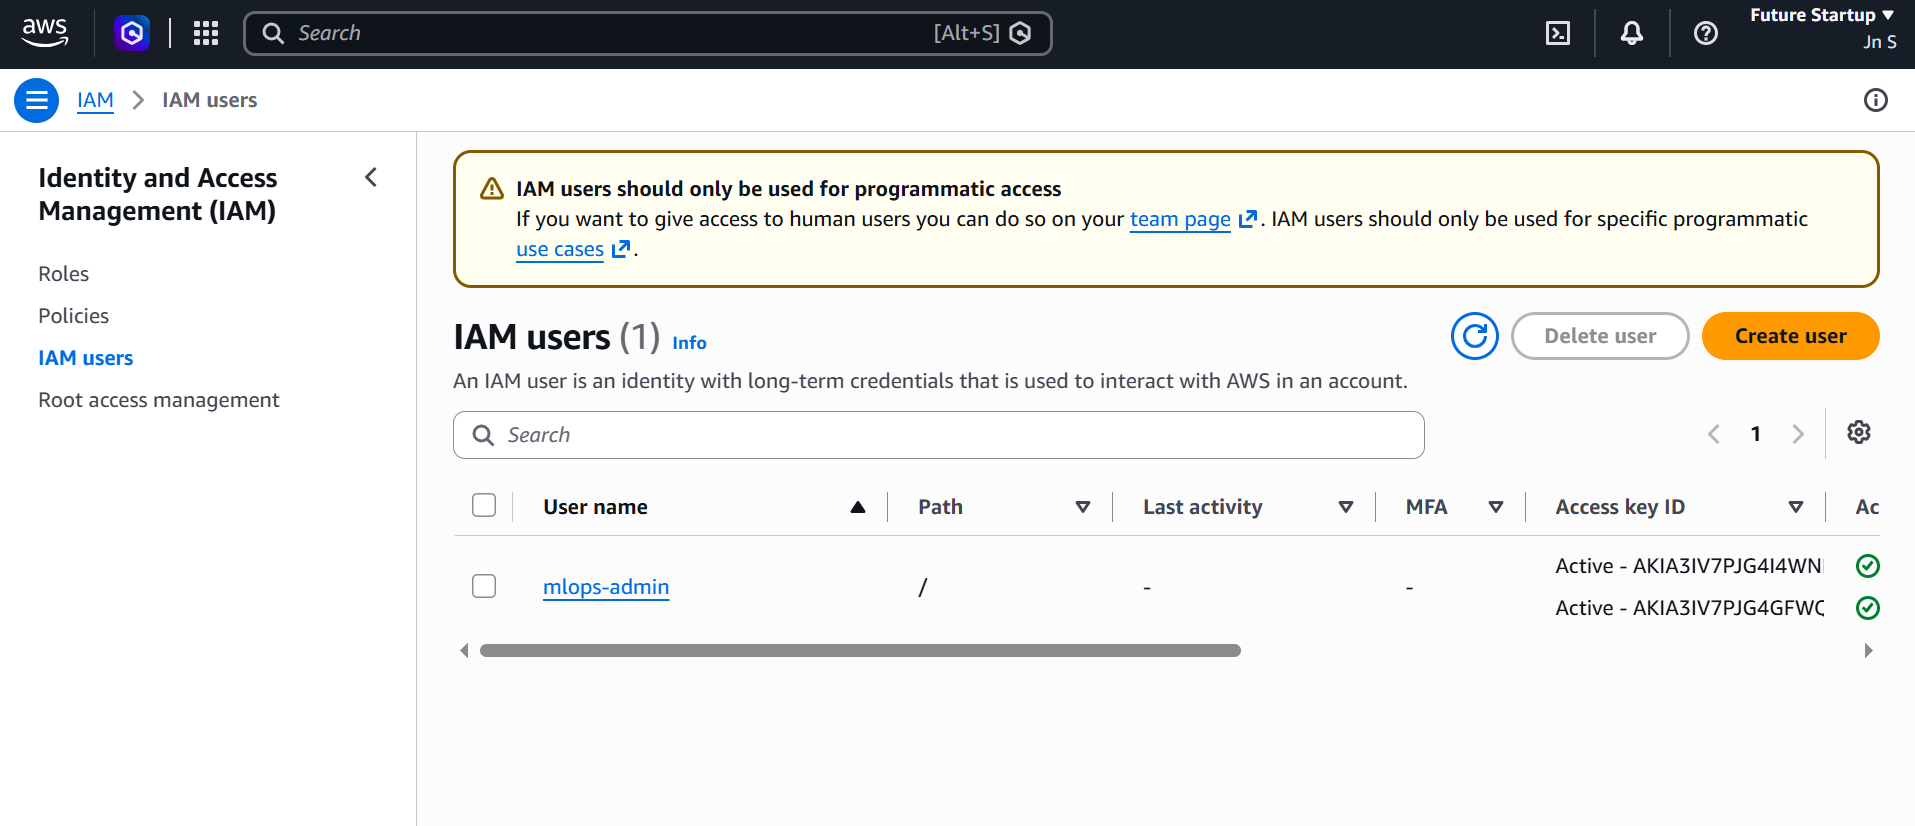 aws
Search [Alt+S]
Future Startup
Jn S
IAM IAM users
Identity and Access
Management (IAM)
Roles
Policies
IAM users
Root access management
IAM users should only be used for programmatic access
If you want to give access to human users you can do so on your team page . IAM users should only be used for specific programmatic
use cases .
IAM users (1) Info
Delete user
Create user
An IAM user is an identity with long-term credentials that is used to interact with AWS in an account.
Search
1
User name Path Last activity MFA Access key ID Ac
mlops-admin / - -
Active - AKIA3IV7PJG4I4WN
Active - AKIA3IV7PJG4GFWQ